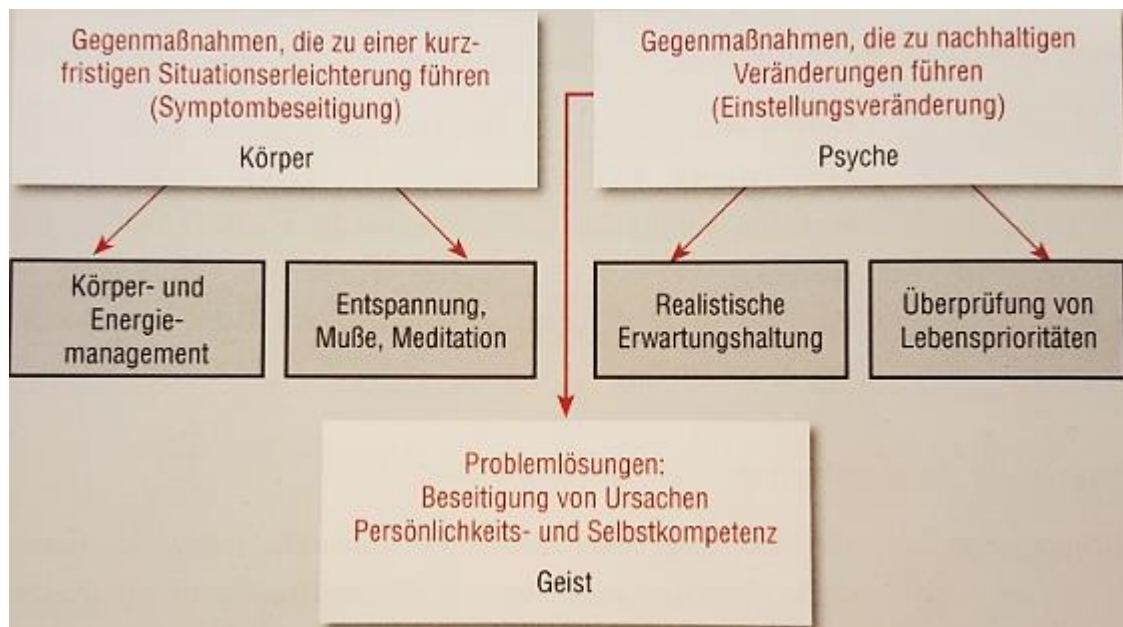 Gegenmaßnahmen, die zu einer kurz-
fristigen Situationserleichterung führen
(Symptombeseitigung)
Körper
Gegenmaßnahmen, die zu nachhaltigen
Veränderungen führen
(Einstellungsveränderung)
Psyche
Körper- und
Energie-
management
Entspannung,
Muße, Meditation
Realistische
Erwartungshaltung
Überprüfung von
Lebensprioritäten
Problemlösungen:
Beseitigung von Ursachen
Persönlichkeits- und Selbstkompetenz
Geist